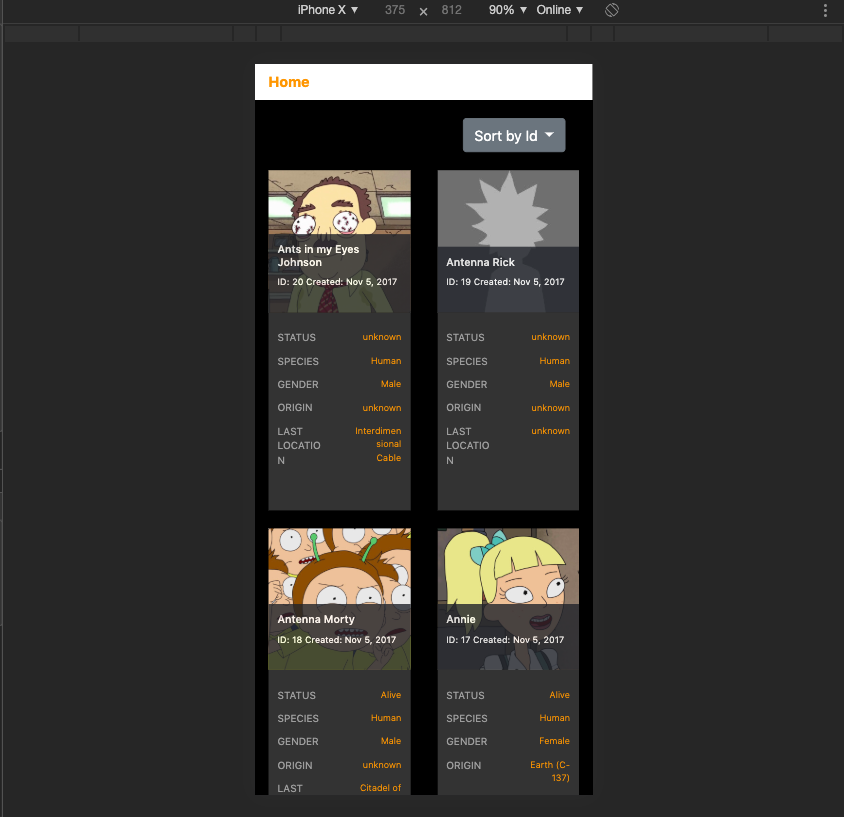 iPhone X ▼ 375 × 812 90% ▼ Online ▼
Home
Sort by Id
Ants in my Eyes
Johnson
ID: 20 Created: Nov 5, 2017
STATUS unknown
SPECIES Human
GENDER Male
ORIGIN unknown
LAST Interdimen
LOCATIO sional
N Cable
Antenna Rick
ID: 19 Created: Nov 5, 2017
STATUS unknown
SPECIES Human
GENDER Male
ORIGIN unknown
LAST unknown
LOCATIO
N
Antenna Morty
ID: 18 Created: Nov 5, 2017
STATUS Alive
SPECIES Human
GENDER Male
ORIGIN unknown
LAST Citadel of
Annie
ID: 17 Created: Nov 5, 2017
STATUS Alive
SPECIES Human
GENDER Female
ORIGIN Earth (C-
137)